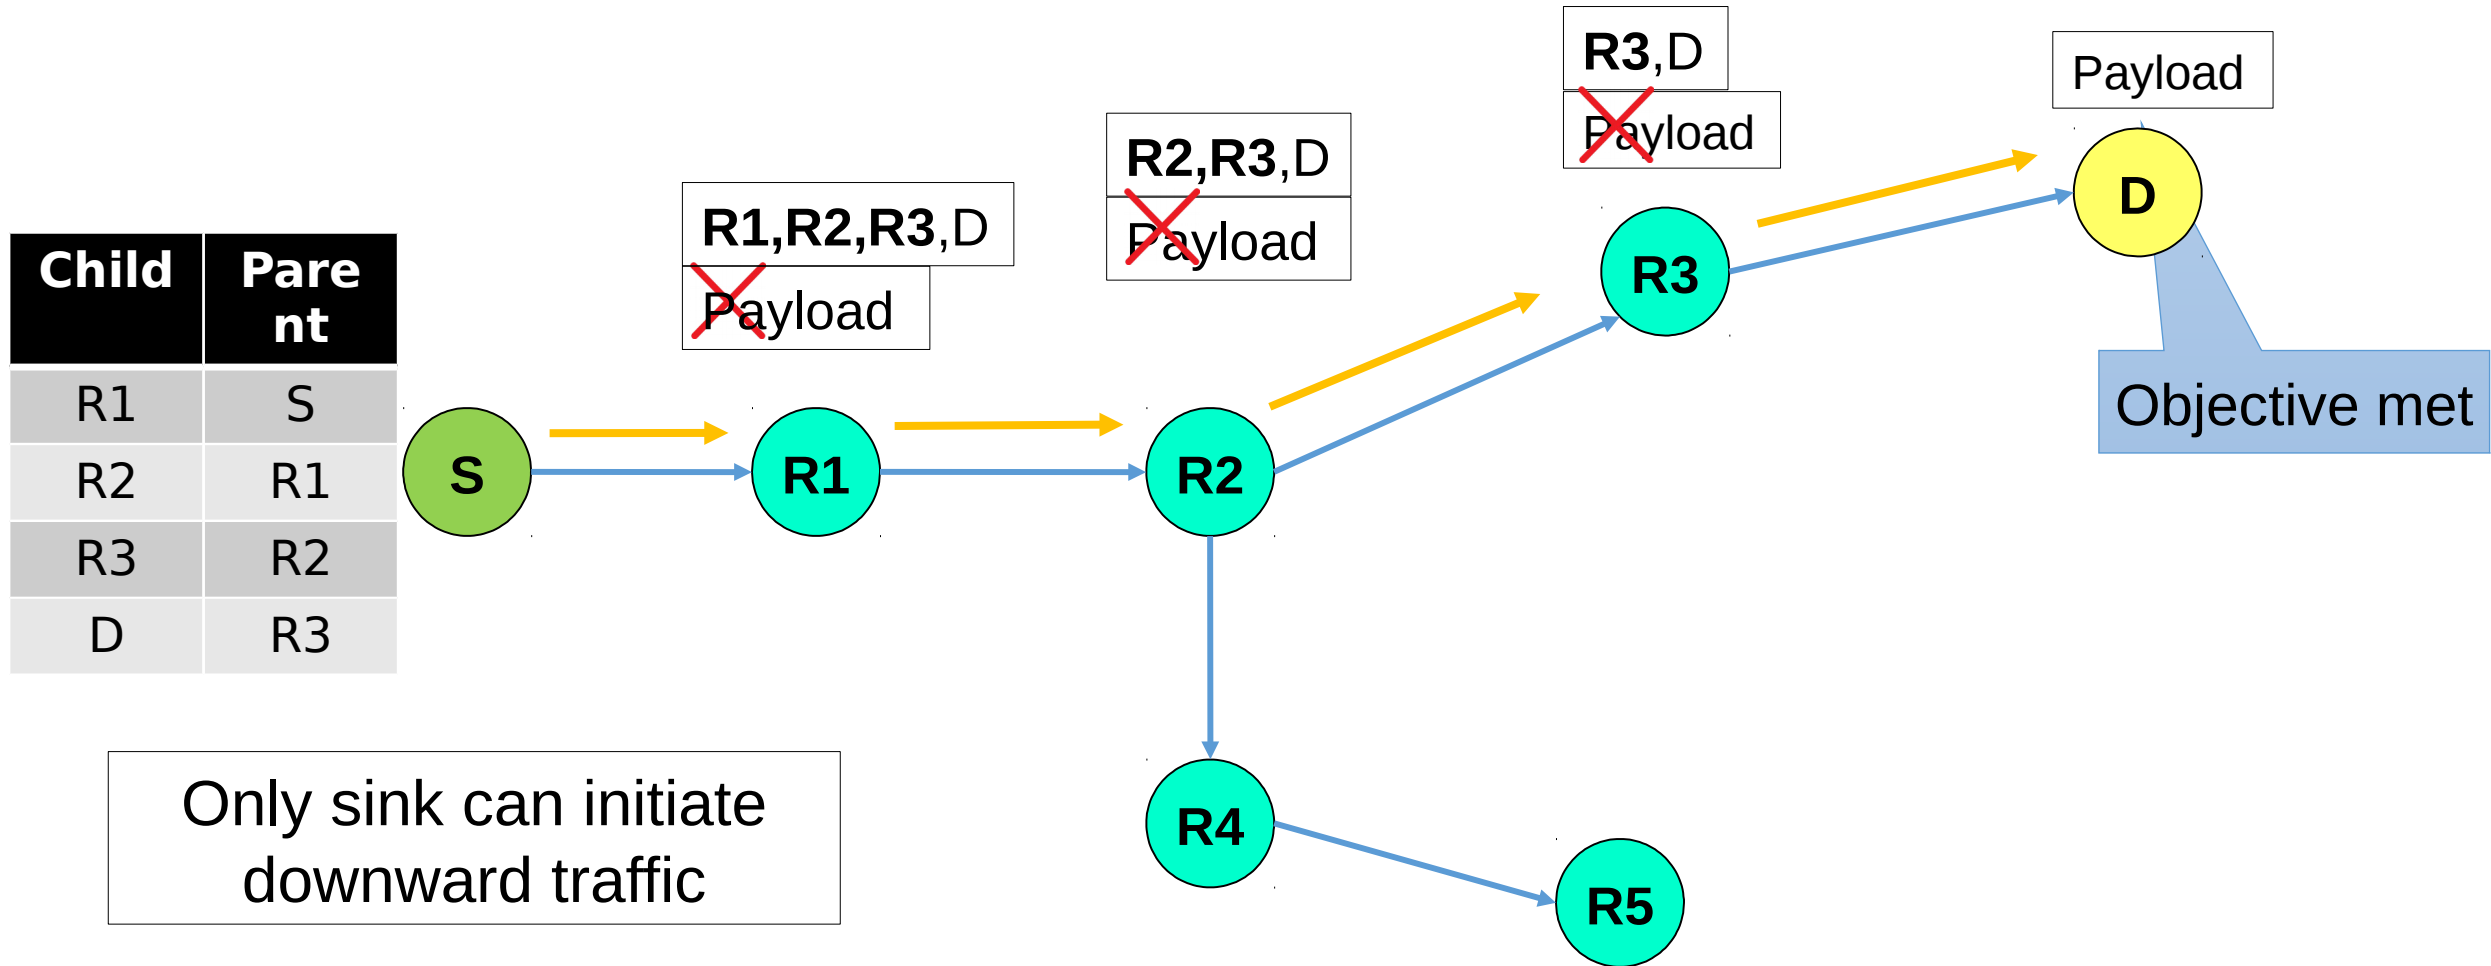 R3,D
Payload
Payload
R2,R3,D
Payload
R1,R2,R3,D
Payload
Child
Pare
nt
R1 S
R2 R1
R3 R2
D R3
S
R1
R2
R3
D
Objective met
R4
R5
Only sink can initiate
downward traffic